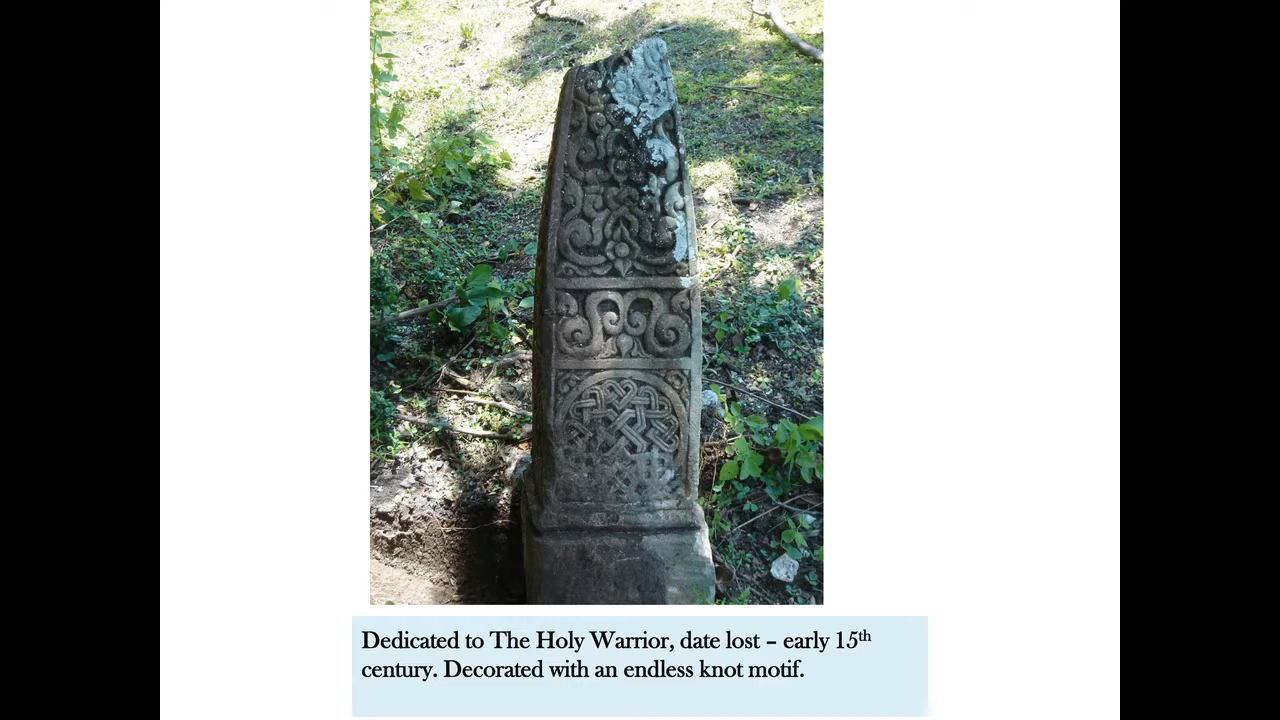 Dedicated to The Holy Warrior, date lost – early 15th
century. Decorated with an endless knot motif.